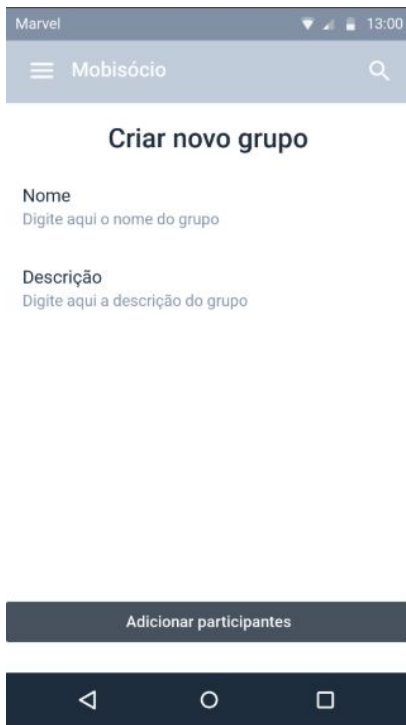 Marvel 13:00
Mobisócio
Criar novo grupo
Nome
Digite aqui o nome do grupo
Descrição
Digite aqui a descrição do grupo
Adicionar participantes